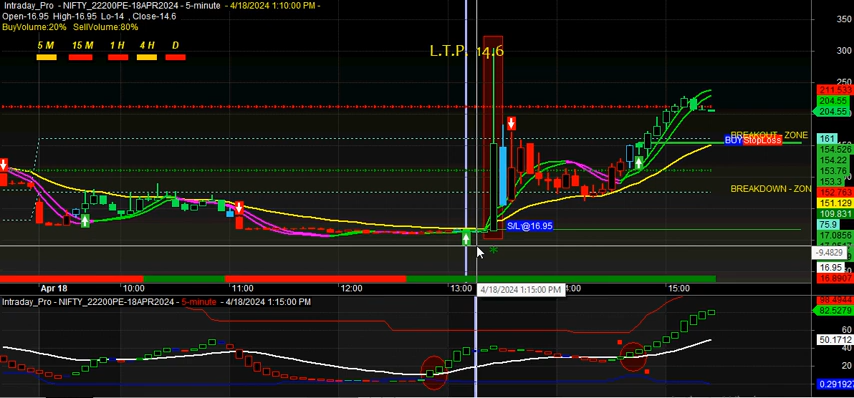 Intraday_Pro - NIFTY_22200PE-18APR2024 - 5-minute - 4/18/2024 1:10:00 PM -
Open-16.95 High-16.95 Lo-14 , Close-14.6
BuyVolume:20% SellVolume:80%
5 M 15 M 1 H 4 H D
L.T.P. 14.6
350
300
250
211.533
204.55
204.55
BREAKOUT - ZONE
BUY StopLoss
161
154.526
154.22
153.76
153.3
152.763
151.129
BREAKDOWN - ZON
109.831
75.9
17.0856
S/L@16.95
-9.4829
16.95
16.8907
Apr 18 10:00 11:00 12:00 13:00 15:00
4/18/2024 1:15:00 PM
Intraday_Pro - NIFTY_22200PE-18APR2024 - 5-minute - 4/18/2024 1:15:00 PM
98.4944
82.5279
60
50.1712
40
20
0.291927